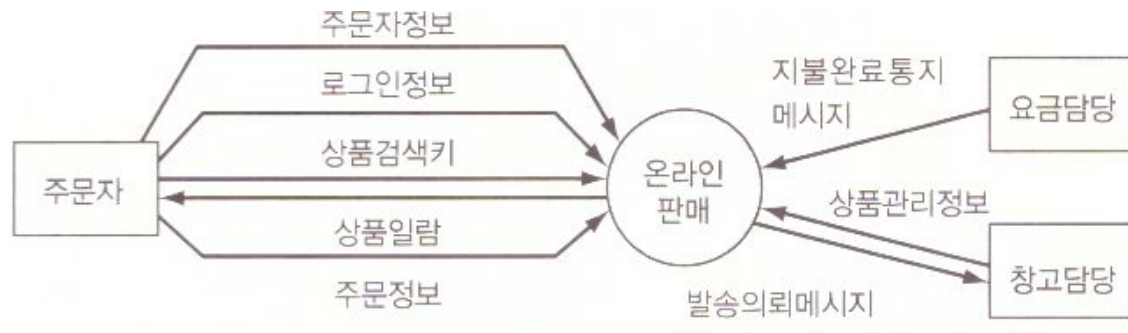 주문자정보
로그인정보
상품검색키
상품일람
주문정보
주문자
온라인
판매
지불완료통지
메시지
요금담당
상품관리정보
발송의뢰메시지
창고담당